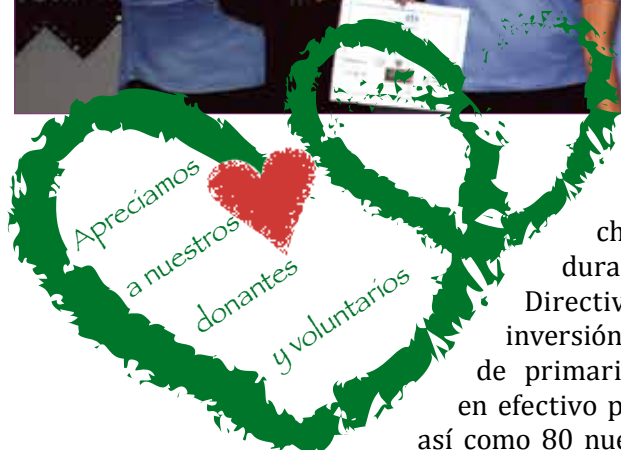 Apreciamos
a nuestros
donantes
y voluntarios
ch
dura
Directiv
inversión
de primari
en efectivo p
así como 80 nue